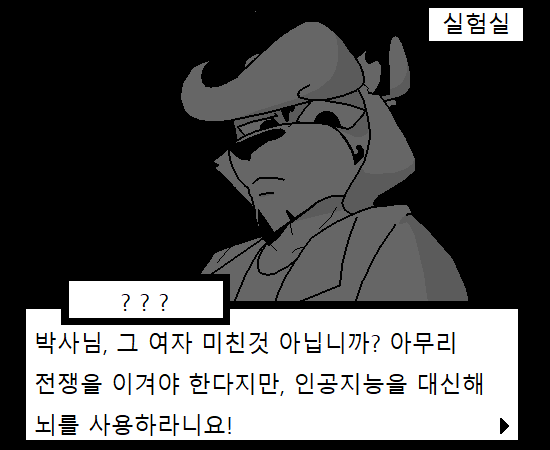 실험실
? ? ?
박사님, 그 여자 미친것 아닙니까? 아무리
전쟁을 이겨야 한다지만, 인공지능을 대신해
뇌를 사용하라니요!